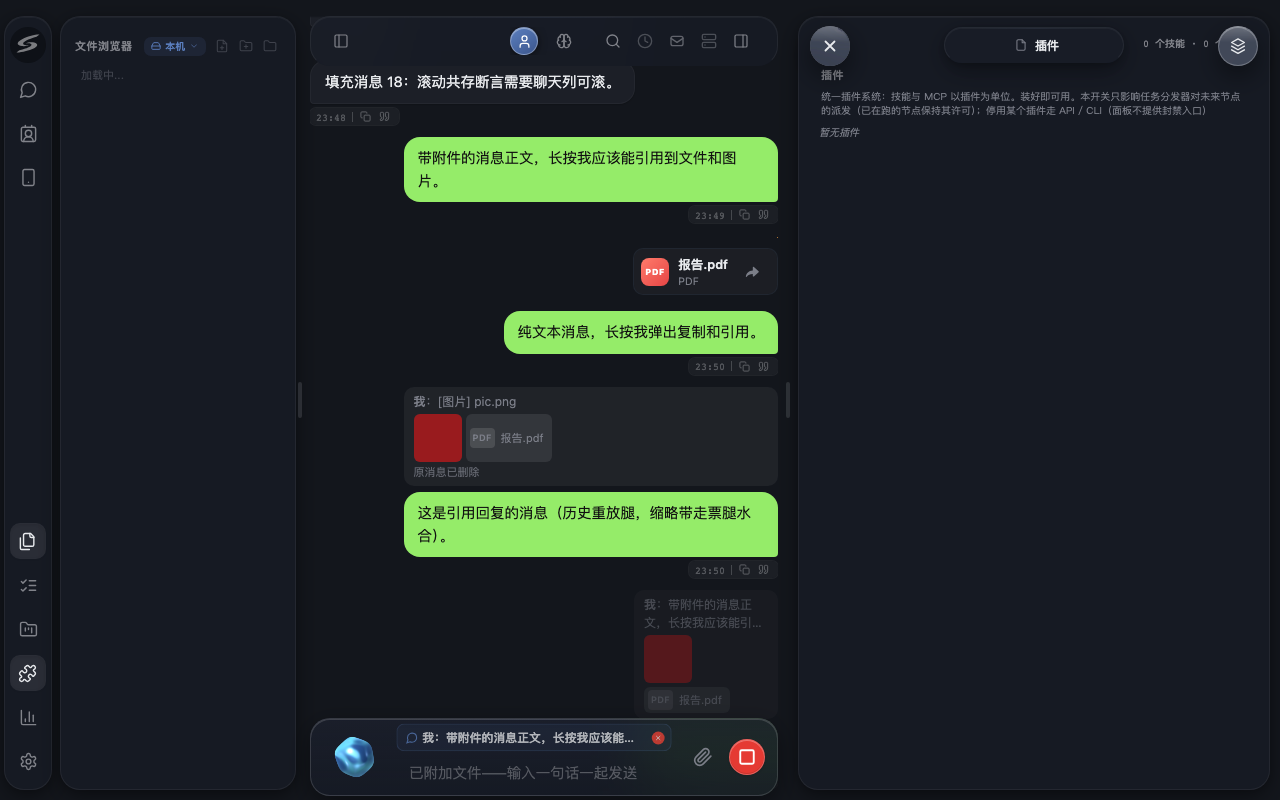 文件浏览器
本机
加载中...
填充消息 18：滚动共存断言需要聊天列可滚。
23:48
带附件的消息正文，长按我应该能引用到文件和图
片。
23:49
PDF
报告.pdf
PDF
纯文本消息，长按我弹出复制和引用。
23:50
我：[图片] pic.png
PDF 报告.pdf
原消息已删除
这是引用回复的消息（历史重放腿，缩略带走票腿水
合）。
23:50
我：带附件的消息正
文，长按我应该能引...
PDF 报告.pdf
我：带附件的消息正文，长按我应该能...
已附加文件——输入一句话一起发送
插件
0 个技能 · 0
插件
统一插件系统：技能与 MCP 以插件为单位。装好即可用。本开关只影响任务分发器对未来节点
的派发（已在跑的节点保持其许可）；停用某个插件走 API / CLI（面板不提供封禁入口）
暂无插件